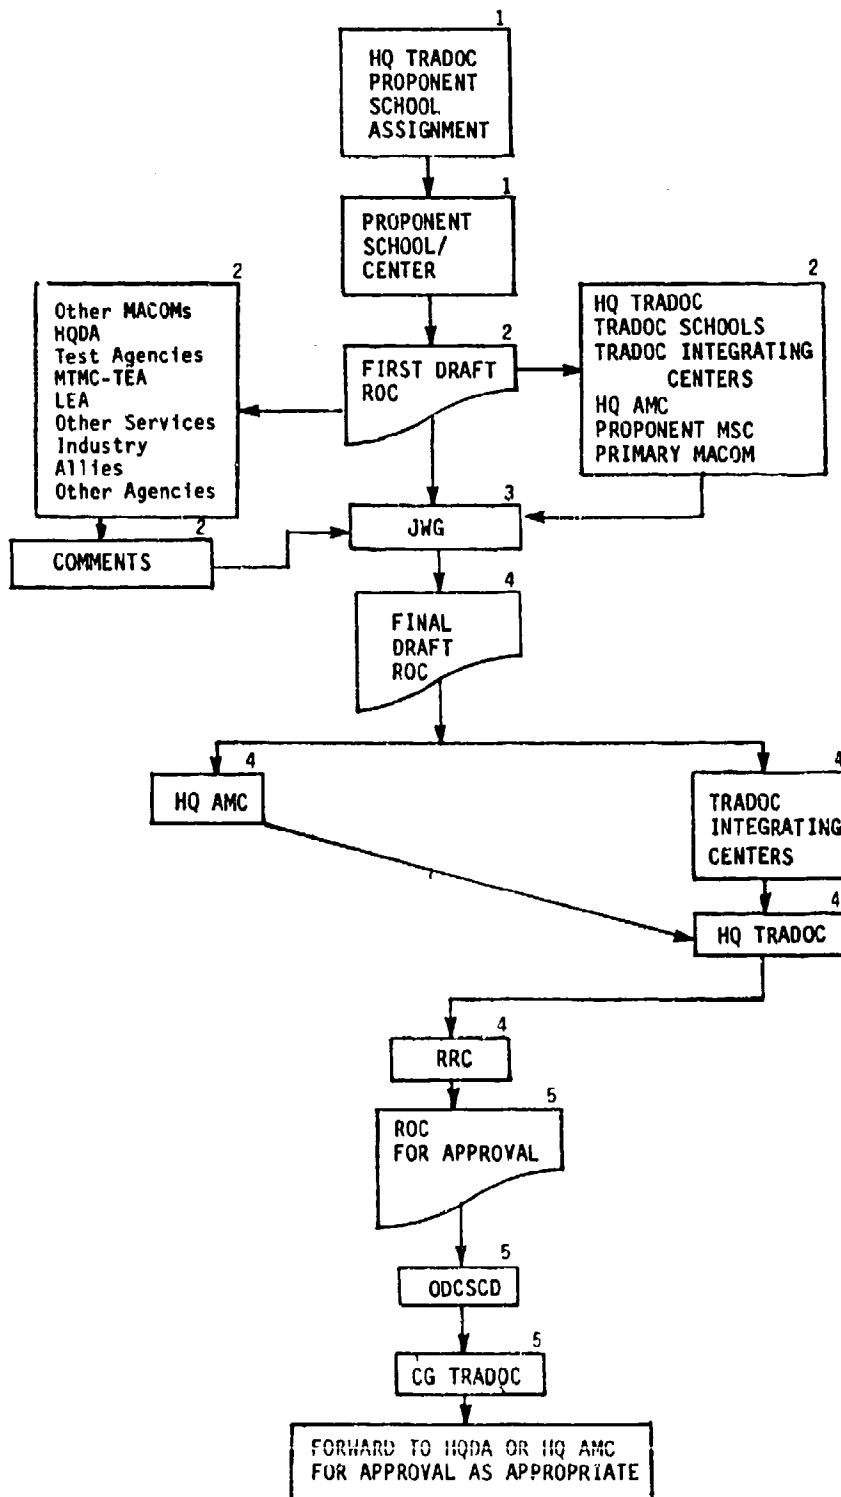 1
HQ TRADOC
PROPONENT
SCHOOL
ASSIGNMENT
1
PROPONENT
SCHOOL/
CENTER
2
Other MACOMs
HQDA
Test Agencies
MTMC-TEA
LEA
Other Services
Industry
Allies
Other Agencies
2
FIRST DRAFT
ROC
2
HQ TRADOC
TRADOC SCHOOLS
TRADOC INTEGRATING
CENTERS
HQ AMC
PROPONENT MSC
PRIMARY MACOM
2
COMMENTS
3
JWG
4
FINAL
DRAFT
ROC
4
HQ AMC
4
TRADOC
INTEGRATING
CENTERS
4
HQ TRADOC
4
RRC
5
ROC
FOR APPROVAL
5
ODCSCD
5
CG TRADOC
FORWARD TO HQDA OR HQ AMC
FOR APPROVAL AS APPROPRIATE